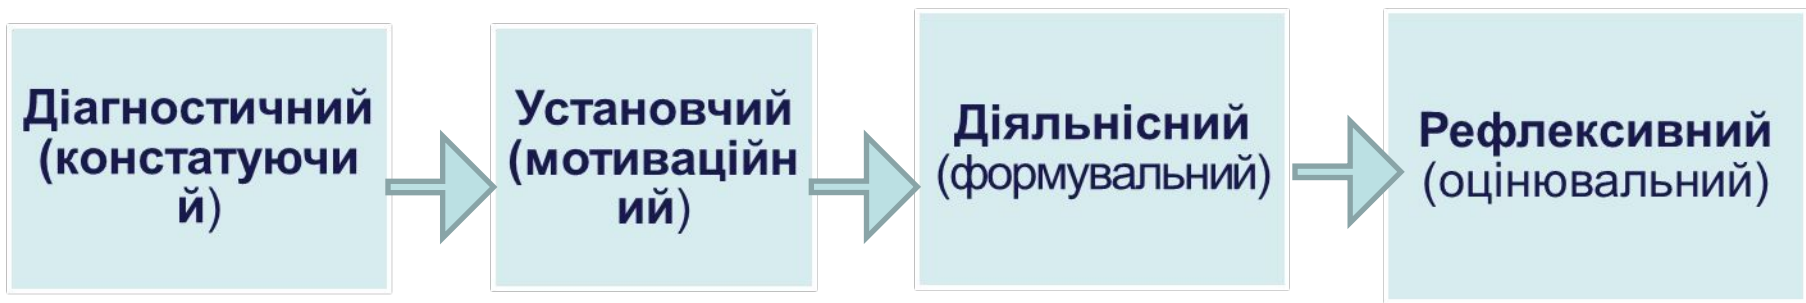 Діагностичний
(констатуючи
й)
Установчий
(мотиваційн
ий)
Діяльнісний
(формувальний)
Рефлексивний
(оцінювальний)